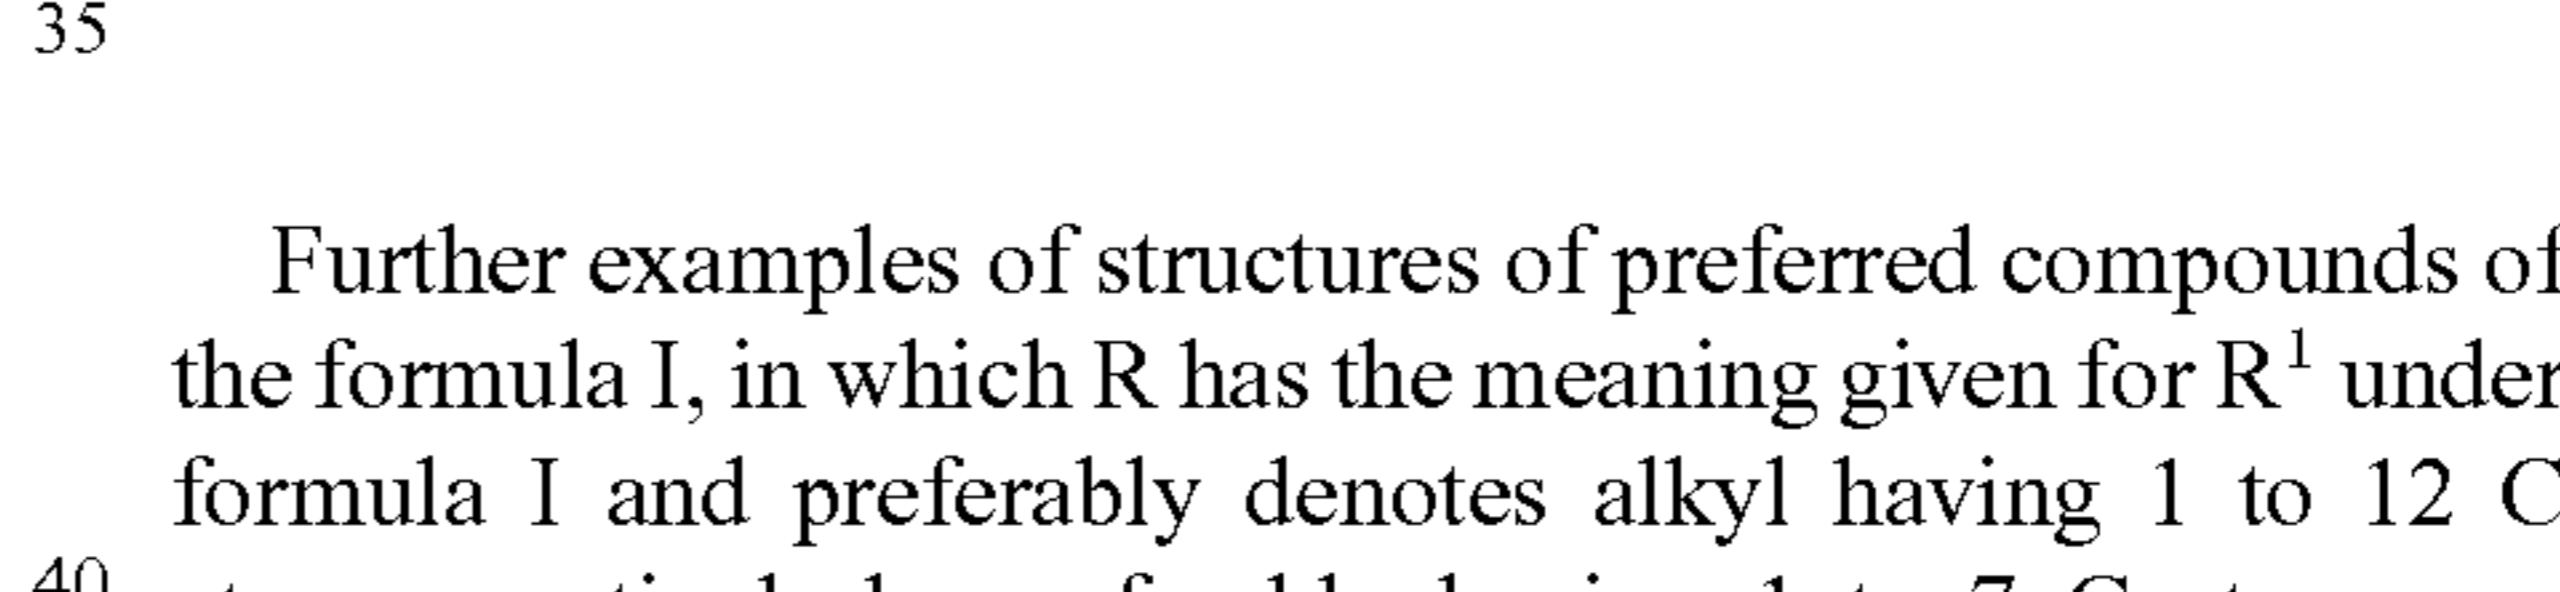 35
Further examples of structures of preferred compounds of
the formula I, in which R has the meaning given for R¹ under
formula I and preferably denotes alkyl having 1 to 12 C
40